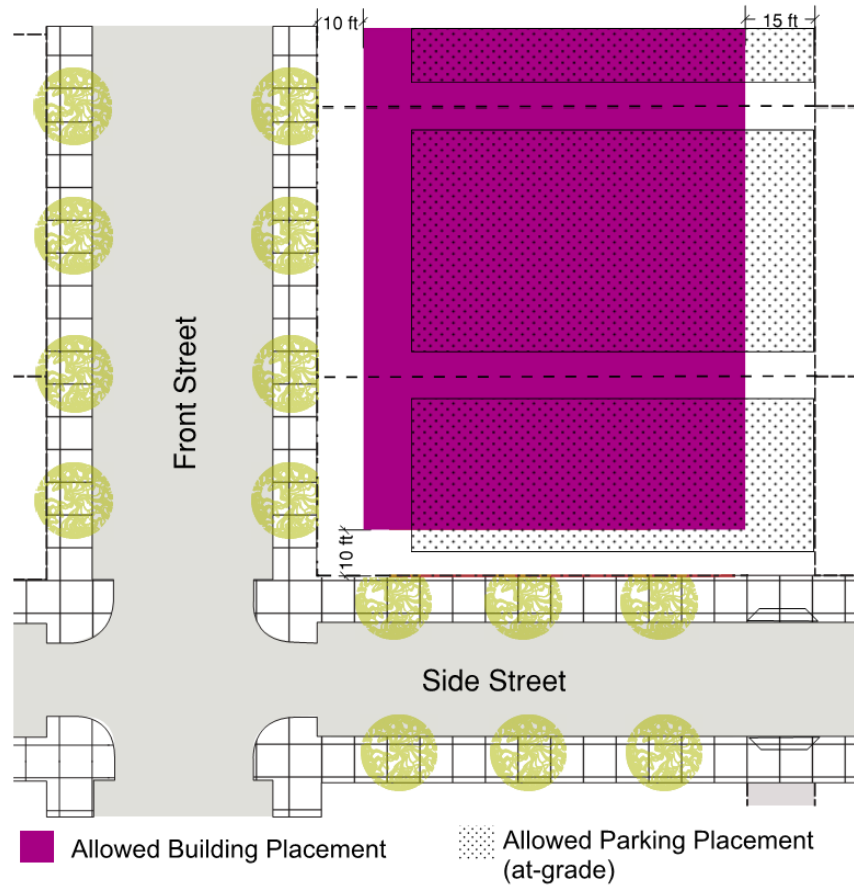 10 ft
15 ft
Front Street
10 ft
Side Street
Allowed Building Placement
Allowed Parking Placement
(at-grade)